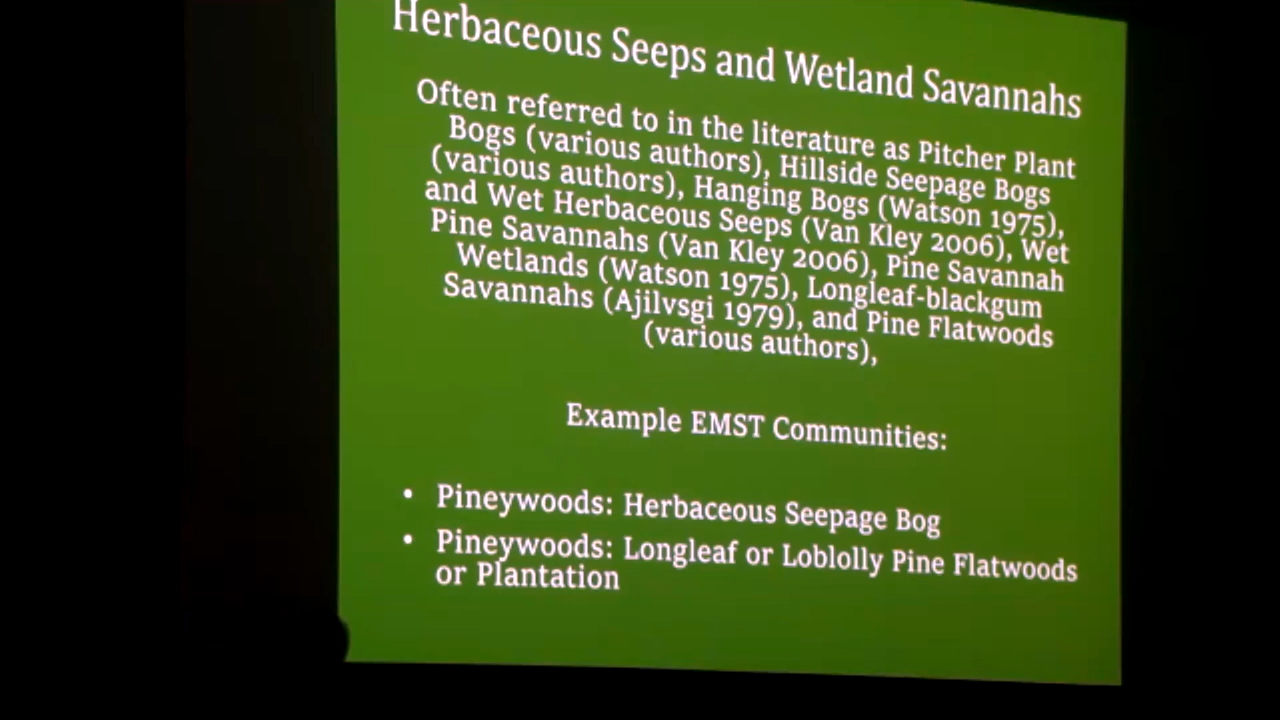 Herbaceous Seeps and Wetland Savannahs
Often referred to in the literature as Pitcher Plant
Bogs (various authors), Hillside Seepage Bogs
(various authors), Hanging Bogs (Watson 1975),
and Wet Herbaceous Seeps (Van Kley 2006), Wet
Pine Savannahs (Van Kley 2006), Pine Savannah
Wetlands (Watson 1975), Longleaf-blackgum
Savannahs (Ajilvsgi 1979), and Pine Flatwoods
(various authors),
Example EMST Communities:
• Pineywoods: Herbaceous Seepage Bog
• Pineywoods: Longleaf or Loblolly Pine Flatwoods
or Plantation